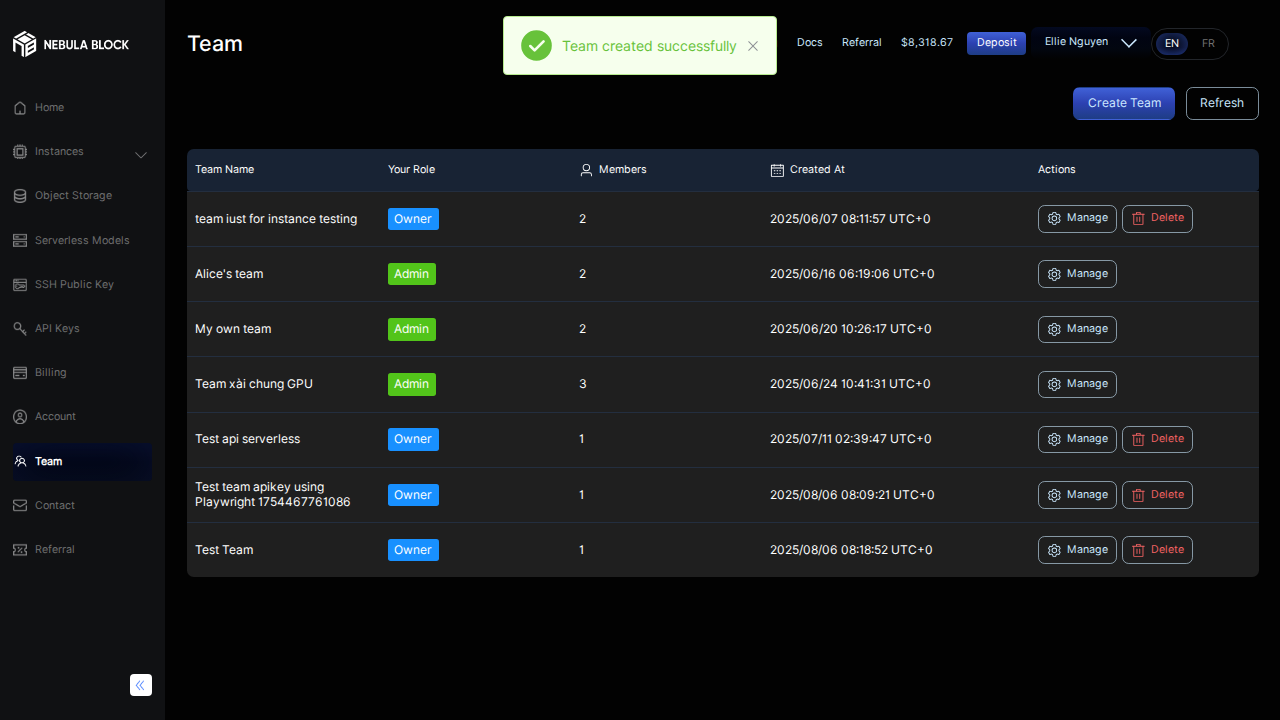 NEBULA BLOCK
Team
Team created successfully
Docs
Referral
$8,318.67
Deposit
Ellie Nguyen
EN
FR
Home
Instances
Object Storage
Serverless Models
SSH Public Key
API Keys
Billing
Account
Team
Contact
Referral
Create Team
Refresh
Team Name
Your Role
Members
Created At
Actions
team iust for instance testing
Owner
2
2025/06/07 08:11:57 UTC+0
Manage
Delete
Alice's team
Admin
2
2025/06/16 06:19:06 UTC+0
Manage
My own team
Admin
2
2025/06/20 10:26:17 UTC+0
Manage
Team xài chung GPU
Admin
3
2025/06/24 10:41:31 UTC+0
Manage
Test api serverless
Owner
1
2025/07/11 02:39:47 UTC+0
Manage
Delete
Test team apikey using
Playwright 1754467761086
Owner
1
2025/08/06 08:09:21 UTC+0
Manage
Delete
Test Team
Owner
1
2025/08/06 08:18:52 UTC+0
Manage
Delete